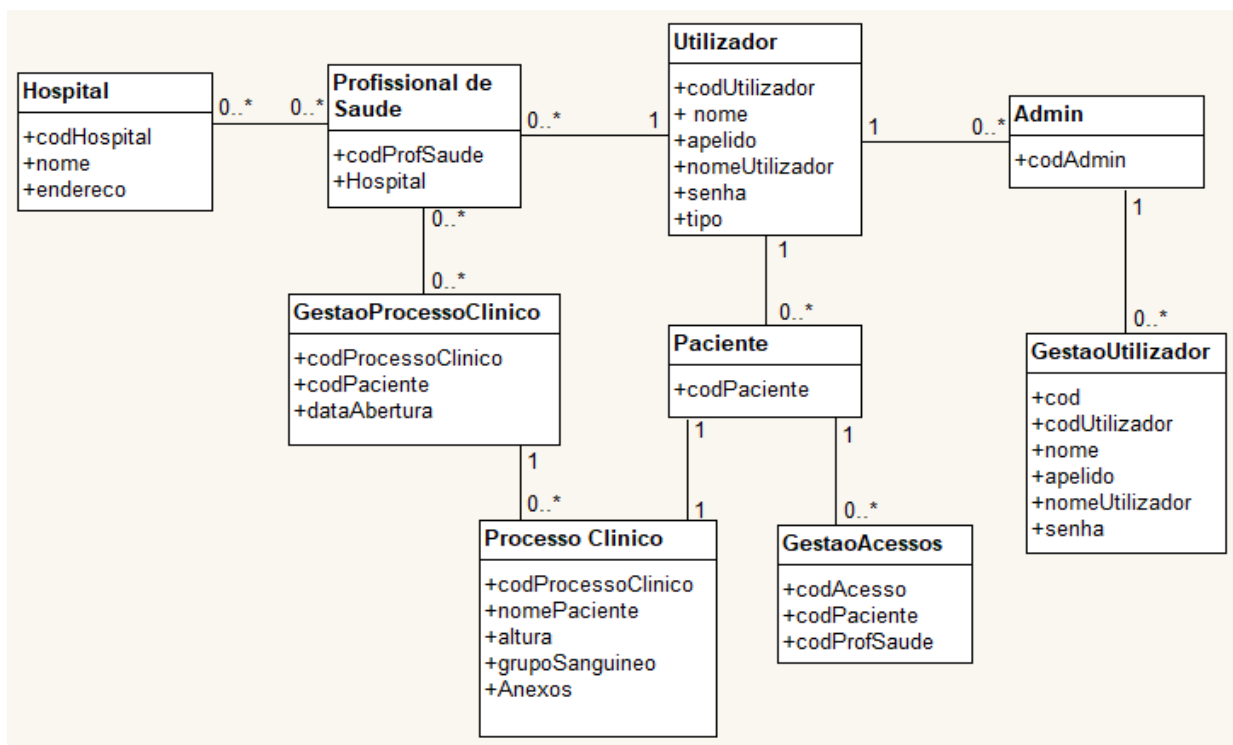 Hospital
+codHospital
+nome
+endereco
0..*
0..*
Profissional de
Saude
+codProfSaude
+Hospital
0..*
1
Utilizador
+codUtilizador
+ nome
+apelido
+nomeUtilizador
+senha
+tipo
1
0..*
Admin
+codAdmin
0..*
0..*
GestaoProcessoClinico
+codProcessoClinico
+codPaciente
+dataAbertura
1
0..*
Paciente
+codPaciente
1
0..*
GestaoUtilizador
+cod
+codUtilizador
+nome
+apelido
+nomeUtilizador
+senha
1
0..*
1
1
Processo Clinico
+codProcessoClinico
+nomePaciente
+altura
+grupoSanguineo
+Anexos
1
0..*
GestaoAcessos
+codAcesso
+codPaciente
+codProfSaude